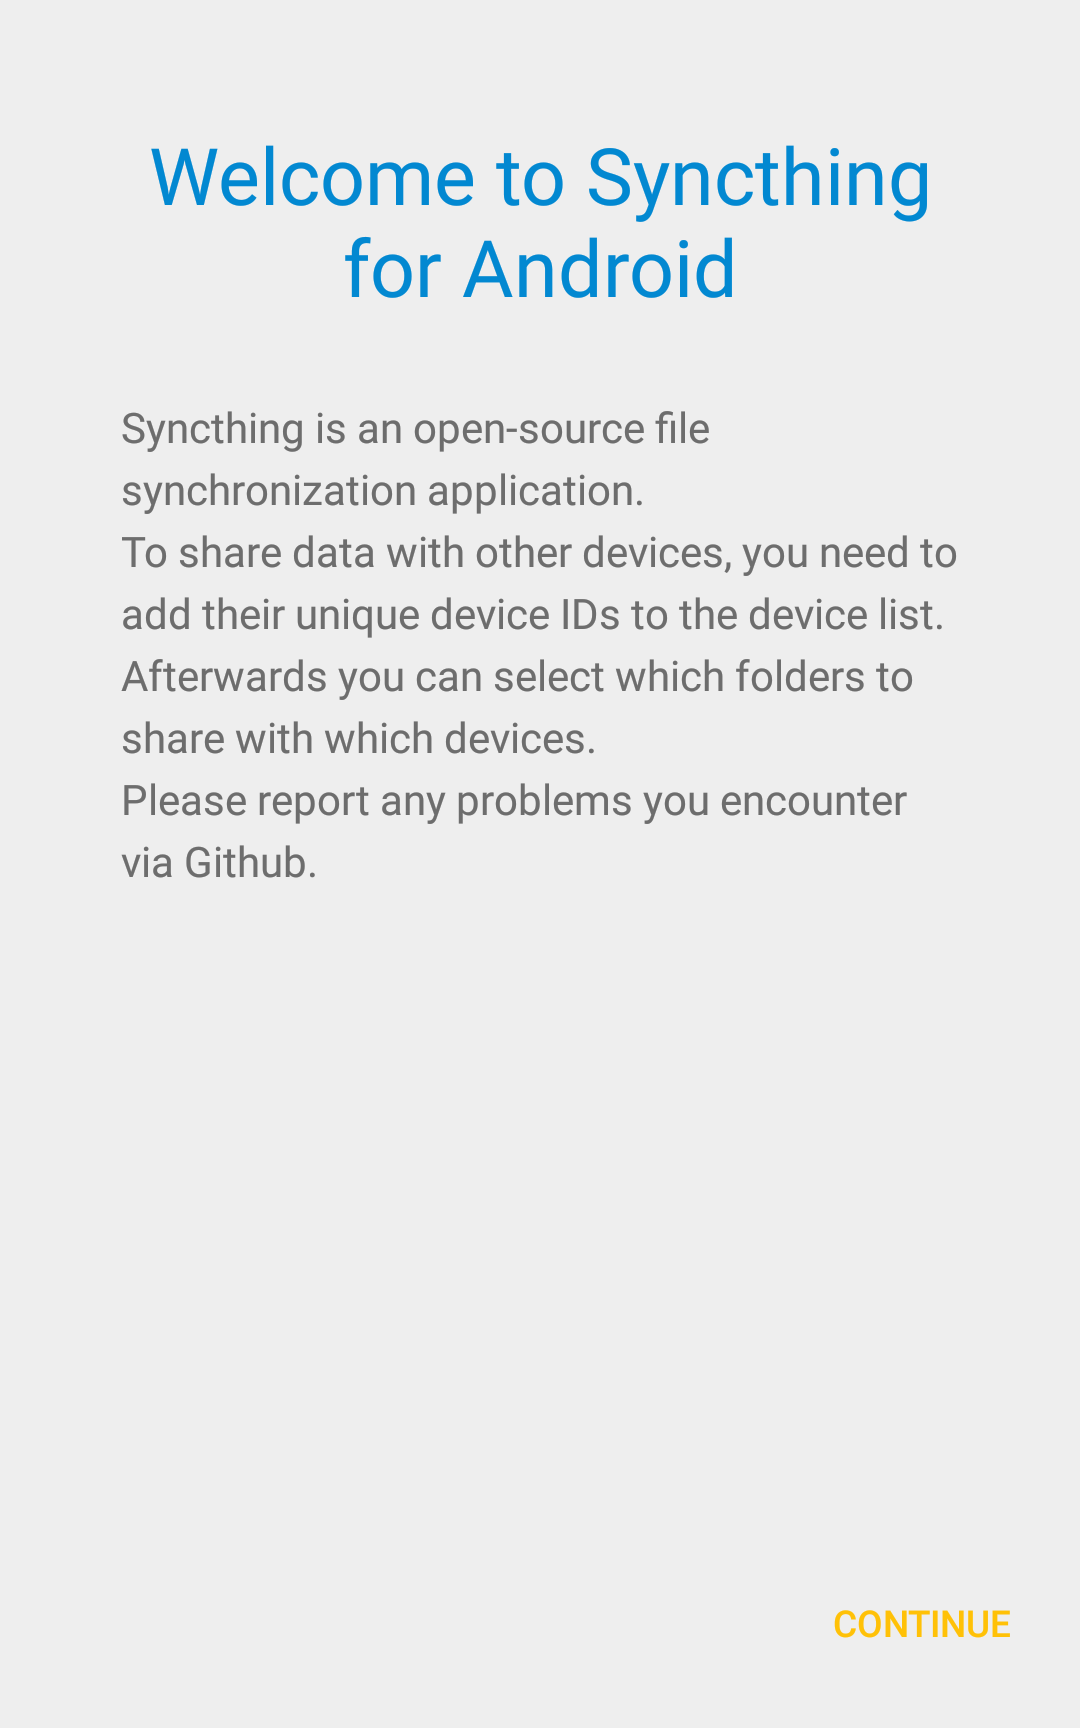 Welcome to Syncthing
for Android
Syncthing is an open-source file
synchronization application.
To share data with other devices, you need to
add their unique device IDs to the device list.
Afterwards you can select which folders to
share with which devices.
Please report any problems you encounter
via Github.
CONTINUE